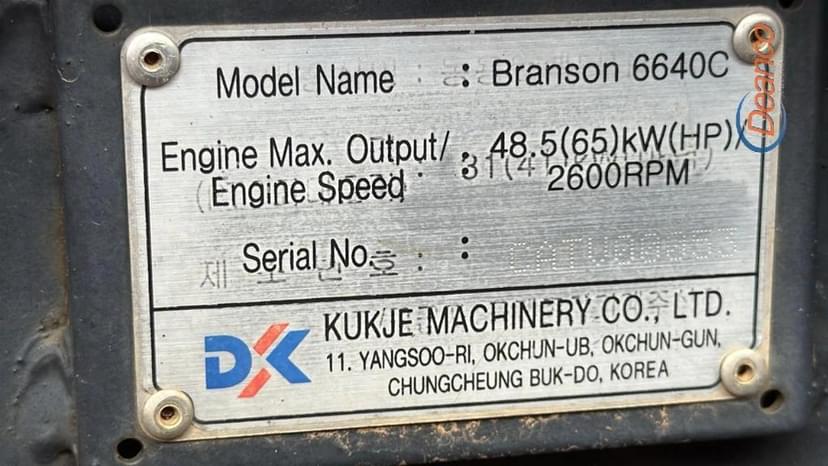 Model Name : Branson 6640C
Engine Max. Output/ : 48.5(65)kW(HP)/
Engine Speed 2600RPM
Serial No. :
KUKJE MACHINERY CO., LTD.
11. YANGSOO-RI, OKCHUN-UB, OKCHUN-GUN,
CHUNGCHEUNG BUK-DO, KOREA
Deanco